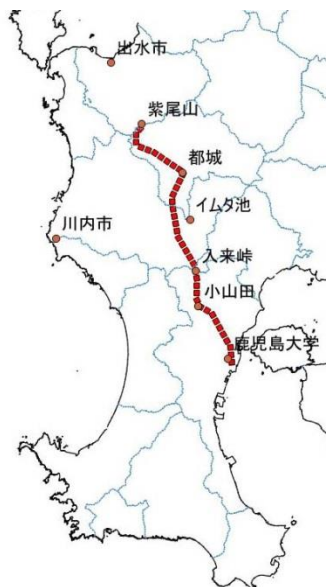 出水市
紫尾山
都城
イムタ池
川内市
入来峠
小山田
鹿児島大学